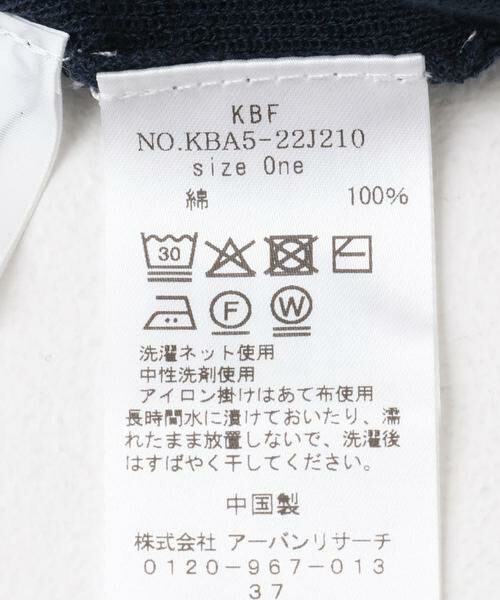 KBF
NO.KBA5-22J210
size One
綿 100%
30
F W
洗濯ネット使用
中性洗剤使用
アイロン掛けはあて布使用
長時間水に漬けておいたり、濡
れたまま放置しないで、洗濯後
はすばやく干してください。
中国製
株式会社 アーバンリサーチ
0120-967-013
37